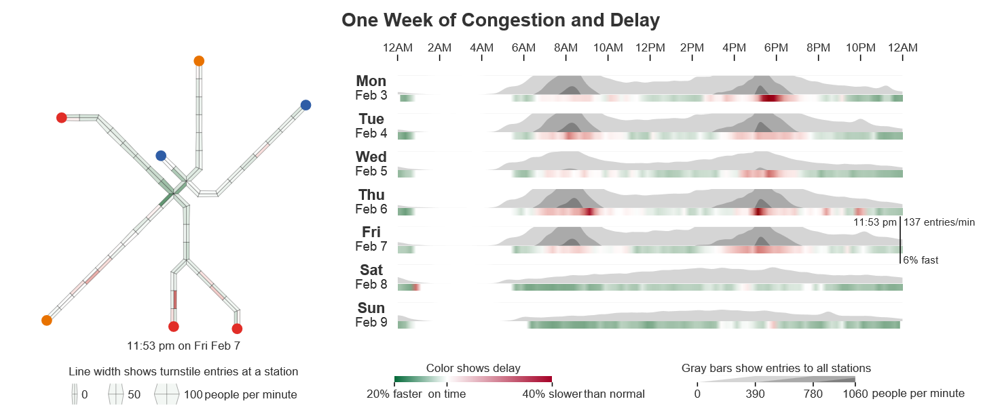 One Week of Congestion and Delay
12AM 2AM 4AM 6AM 8AM 10AM 12PM 2PM 4PM 6PM 8PM 10PM 12AM
Mon
Feb 3
Tue
Feb 4
Wed
Feb 5
Thu
Feb 6
11:53 pm 137 entries/min
Fri
Feb 7
6% fast
Sat
Feb 8
Sun
Feb 9
11:53 pm on Fri Feb 7
Line width shows turnstile entries at a station
0 50 100 people per minute
Color shows delay
20% faster on time 40% slower than normal
Gray bars show entries to all stations
0 390 780 1060 people per minute